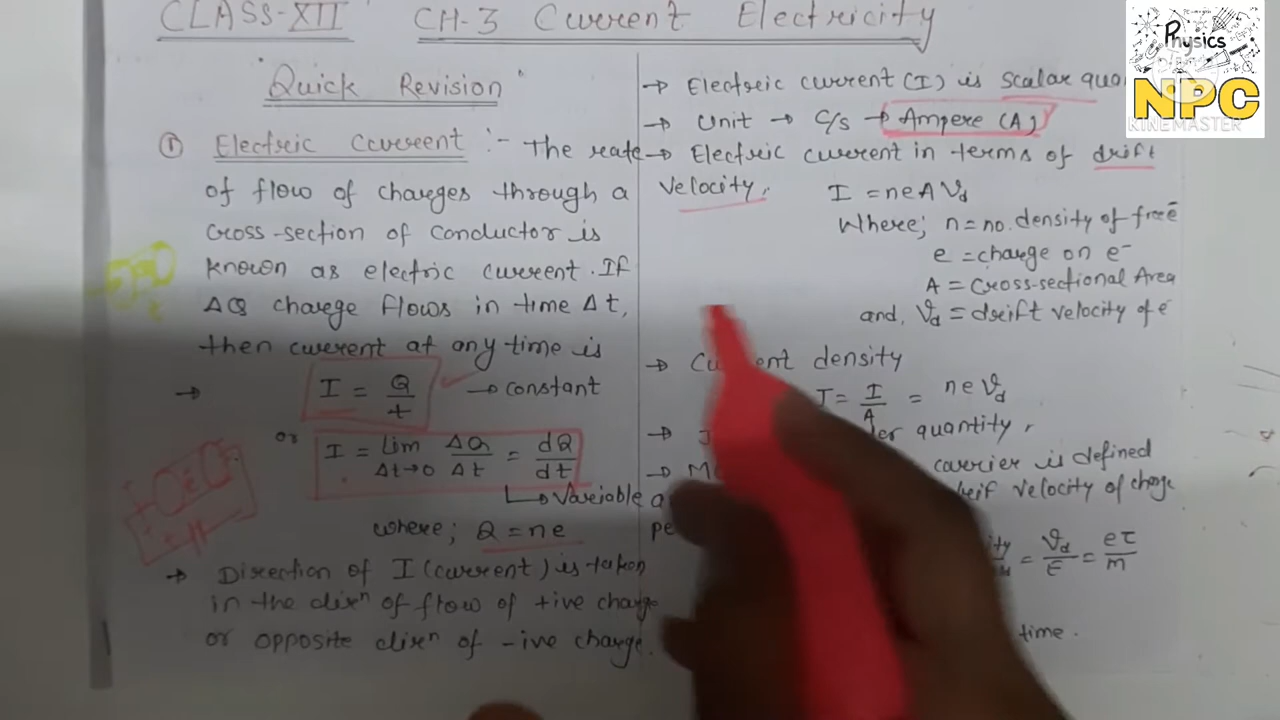 CLASS-XII CH-3 Current Electricity
"Quick Revision"
① Electric Current :- The rate
of flow of charges through a
cross-section of conductor is
known as electric current. If
ΔQ charge flows in time Δt,
then current at any time is
→ I = Q/t → constant
or I = Lim Δt→0 ΔQ/Δt = dQ/dt
↳ Variable
where; Q = ne
→ Direction of I (current) is taken
in the dirⁿ of flow of +ive charge
or opposite dirⁿ of -ive charge.
→ Electric current (I) is scalar
→ Unit → C/s → Ampere (A)
→ Electric current in terms of drift
velocity. I = neAVd
Where; n = no. density of free e⁻
e = charge on e⁻
A = Cross-sectional Area
and, Vd = drift velocity of e⁻
→ Current density
J = I/A = neVd
→ J quantity,
→ carrier is defined
velocity of charge
= Vd/E = eτ/m
time.
Physics
NPC
KINEMASTER